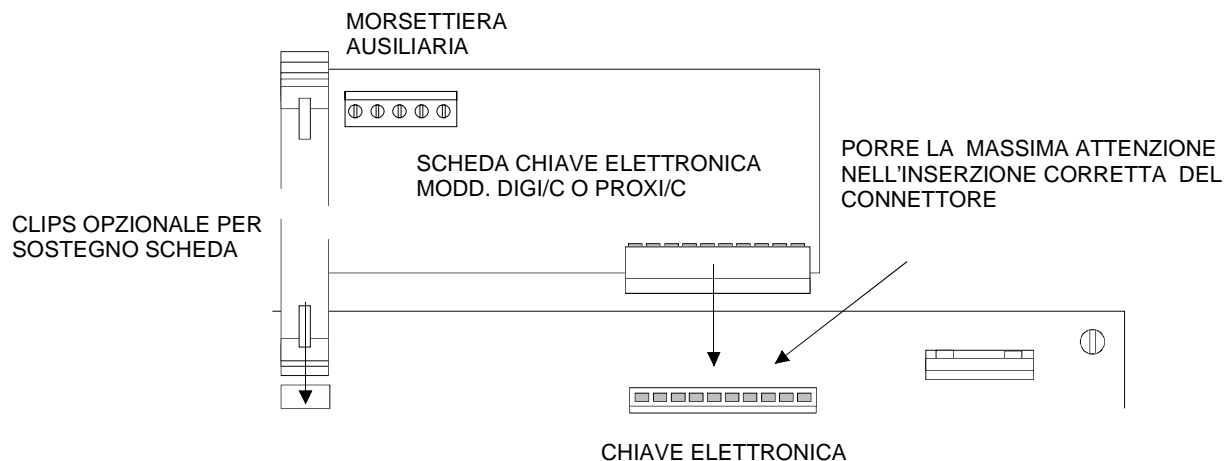 MORSETTIERA
AUSILIARIA
SCHEDA CHIAVE ELETTRONICA
MODD. DIGI/C O PROXI/C
PORRE LA MASSIMA ATTENZIONE
NELL'INSERZIONE CORRETTA DEL
CONNETTORE
CLIPS OPZIONALE PER
SOSTEGNO SCHEDA
CHIAVE ELETTRONICA